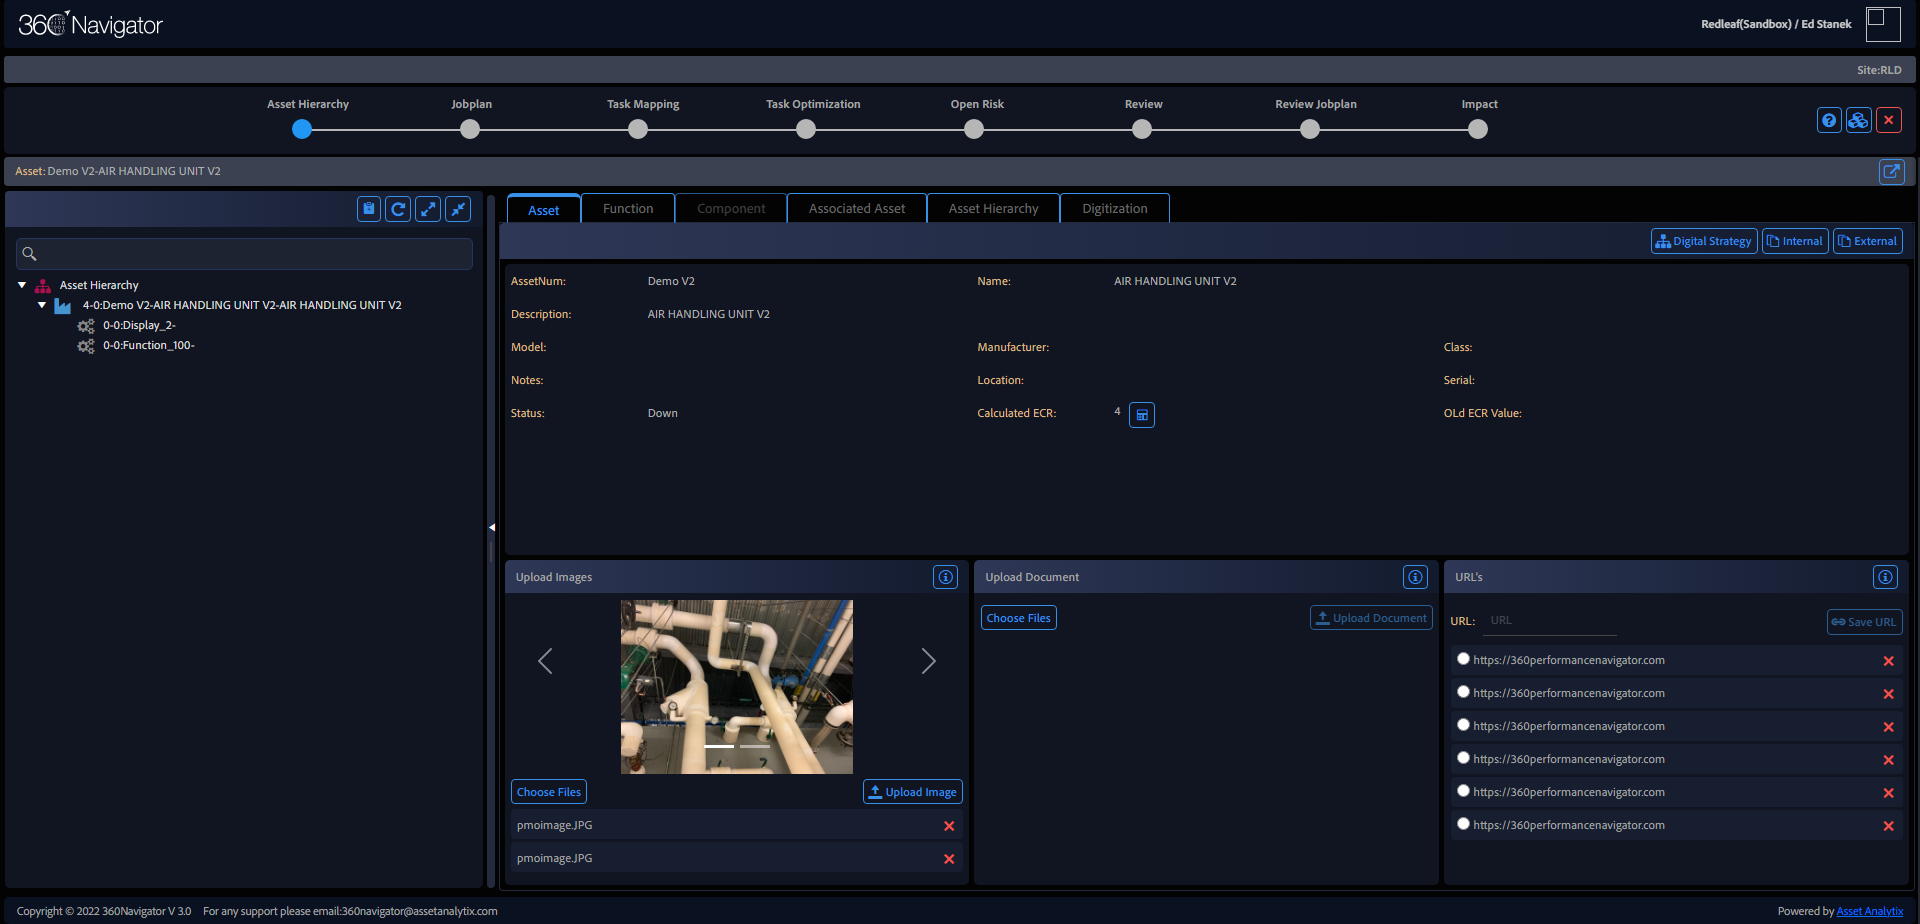 360 Navigator
Redleaf(Sandbox) / Ed Stanek
Site:RLD
Asset Hierarchy
Jobplan
Task Mapping
Task Optimization
Open Risk
Review
Review Jobplan
Impact
Asset: Demo V2-AIR HANDLING UNIT V2
Asset Hierarchy
4-0:Demo V2-AIR HANDLING UNIT V2-AIR HANDLING UNIT V2
0-0:Display_2-
0-0:Function_100-
Asset
Function
Component
Associated Asset
Asset Hierarchy
Digitization
Digital Strategy
Internal
External
AssetNum: Demo V2
Name: AIR HANDLING UNIT V2
Description: AIR HANDLING UNIT V2
Model:
Manufacturer:
Class:
Notes:
Location:
Serial:
Status: Down
Calculated ECR: 4
OLd ECR Value:
Upload Images
Choose Files
Upload Image
pmoimage.JPG
pmoimage.JPG
Upload Document
Choose Files
Upload Document
URL's
URL: URL
Save URL
https://360performancenavigator.com
https://360performancenavigator.com
https://360performancenavigator.com
https://360performancenavigator.com
https://360performancenavigator.com
https://360performancenavigator.com
Copyright © 2022 360Navigator V 3.0 For any support please email:360navigator@assetanalytix.com
Powered by Asset Analytix